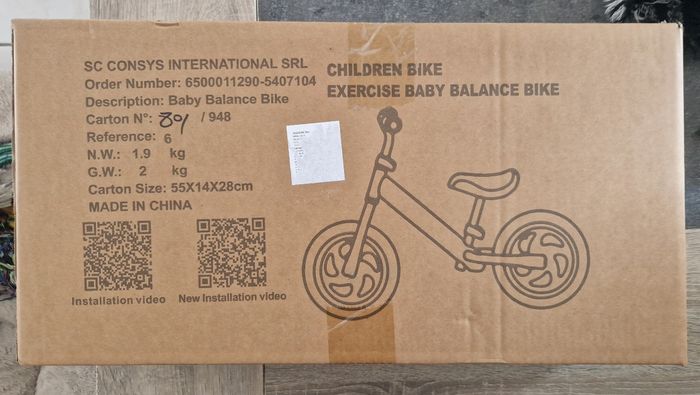 SC CONSYS INTERNATIONAL SRL
Order Number: 6500011290-5407104
Description: Baby Balance Bike
Carton N°: 801 / 948
Reference: 6
N.W.: 1.9 kg
G.W.: 2 kg
Carton Size: 55X14X28cm
MADE IN CHINA
Installation video
New Installation video
CHILDREN BIKE
EXERCISE BABY BALANCE BIKE